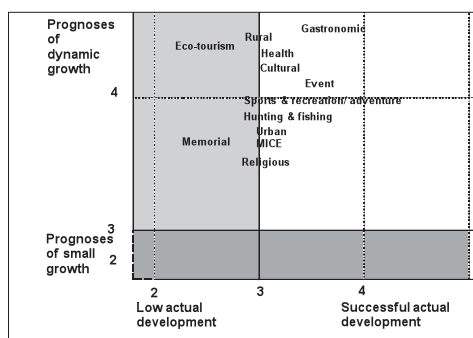 Prognoses
of
dynamic
growth
Gastronomie
Rural
Eco-tourism
Health
Cultural
Event
4
Sports & recreation/ adventure
Hunting & fishing
Urban
Memorial
MICE
Religious
3
Prognoses
of small
growth
2
2
3
4
Low actual
development
Successful actual
development